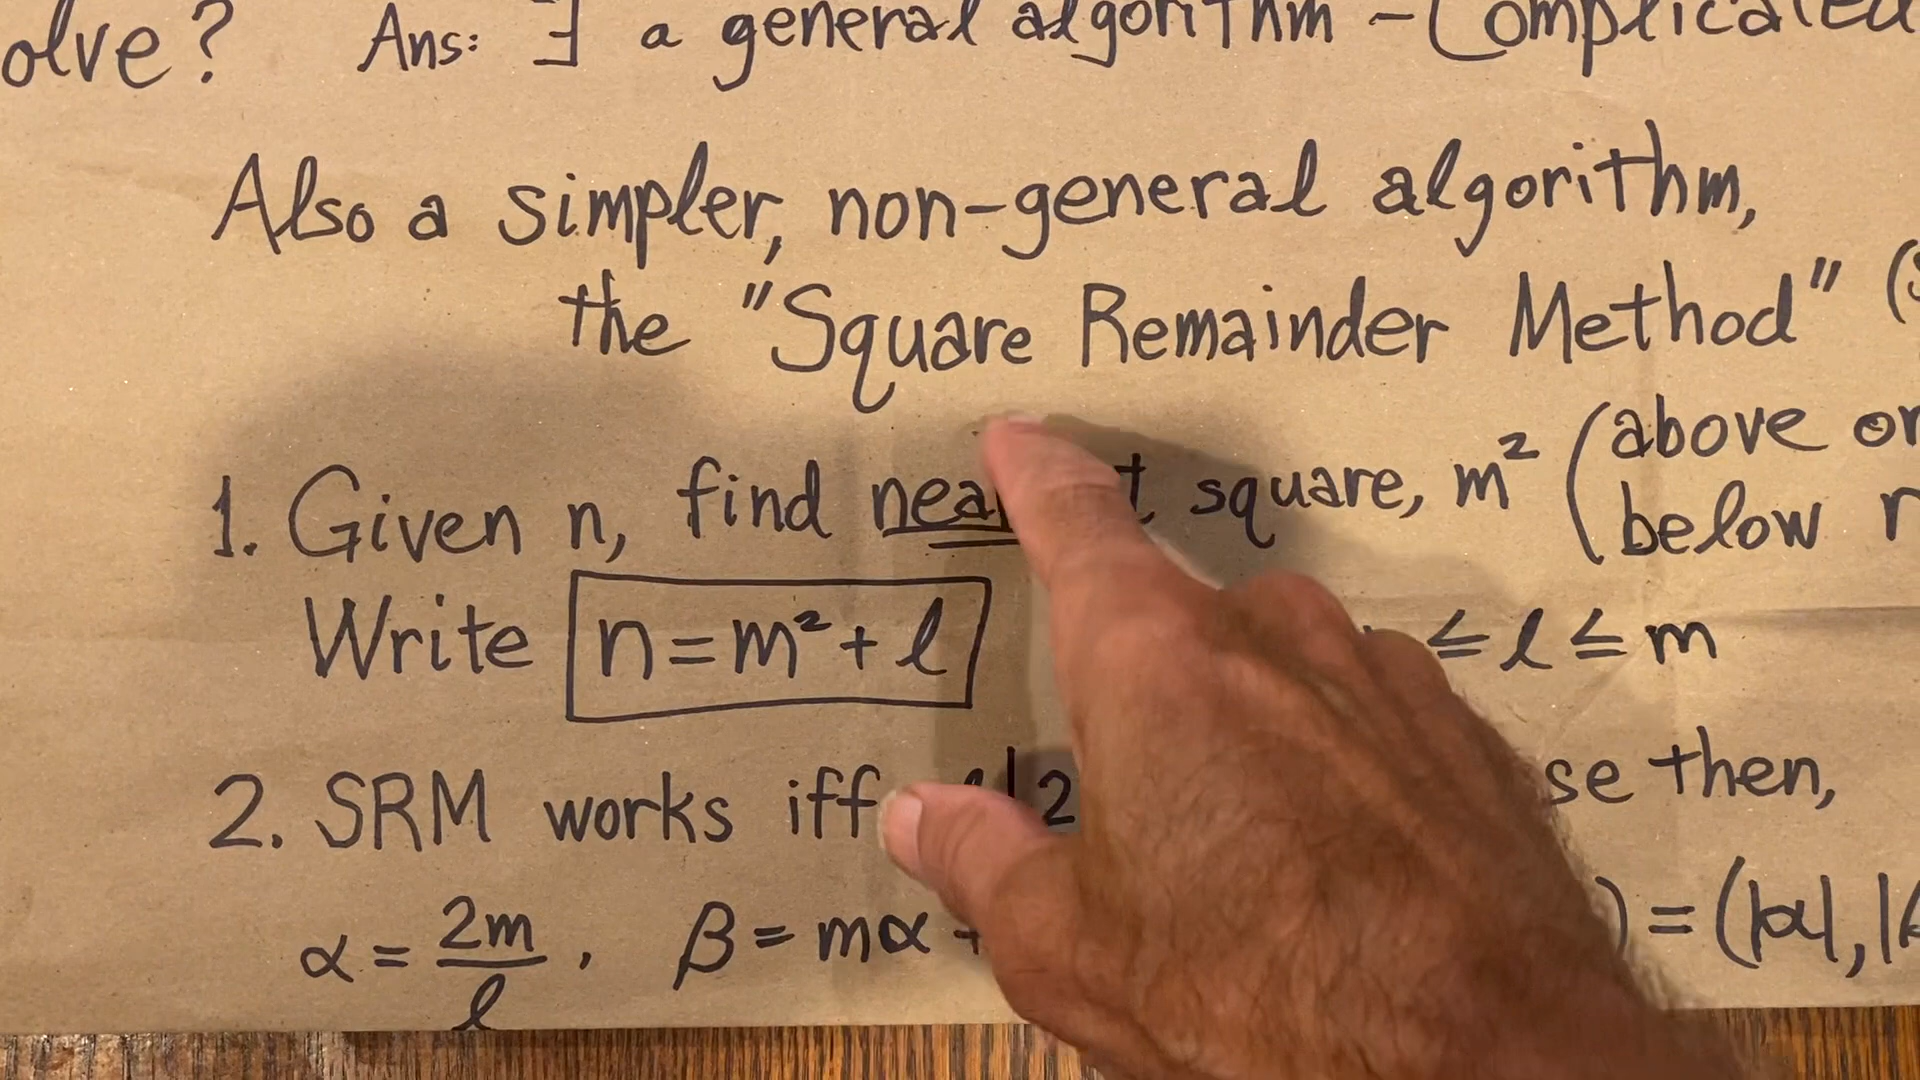 olve? Ans: ∃ a general algorithm - Complicated
Also a simpler, non-general algorithm,
the "Square Remainder Method" (
1. Given n, find square, m² (above or
below
Write n=m²+l ≤ l ≤ m
2. SRM works iff |2 se then,
α = 2m/l, β = mα + ) = (|α|, |